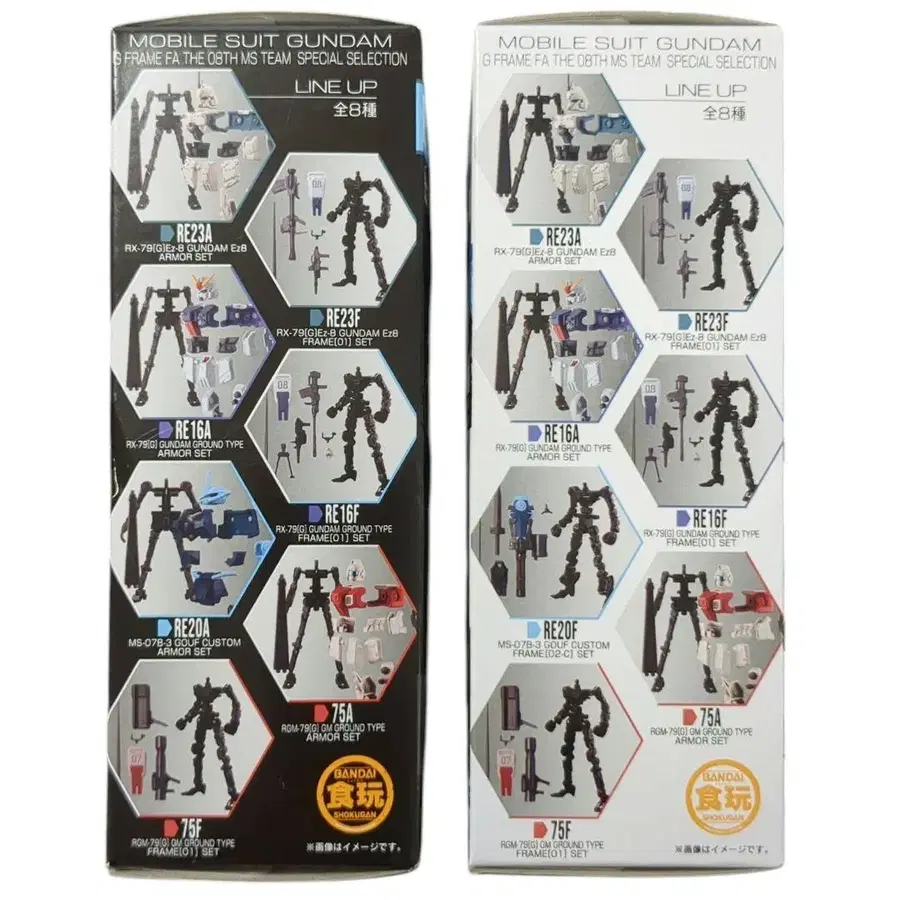 MOBILE SUIT GUNDAM
G FRAME FA THE 08TH MS TEAM SPECIAL SELECTION
LINE UP
全8種
RE23A
RX-79[G]Ez-8 GUNDAM Ez8
ARMOR SET
RE23F
RX-79[G]Ez-8 GUNDAM Ez8
FRAME[01] SET
RE16A
RX-79[G] GUNDAM GROUND TYPE
ARMOR SET
RE16F
RX-79[G] GUNDAM GROUND TYPE
FRAME[01] SET
RE20A
MS-07B-3 GOUF CUSTOM
ARMOR SET
75A
RGM-79[G] GM GROUND TYPE
ARMOR SET
75F
RGM-79[G] GM GROUND TYPE
FRAME[01] SET
BANDAI
食玩
SHOKUGAN
※画像はイメージです。
MOBILE SUIT GUNDAM
G FRAME FA THE 08TH MS TEAM SPECIAL SELECTION
LINE UP
全8種
RE23A
RX-79[G]Ez-8 GUNDAM Ez8
ARMOR SET
RE23F
RX-79[G]Ez-8 GUNDAM Ez8
FRAME[01] SET
RE16A
RX-79[G] GUNDAM GROUND TYPE
ARMOR SET
RE16F
RX-79[G] GUNDAM GROUND TYPE
FRAME[01] SET
RE20F
MS-07B-3 GOUF CUSTOM
FRAME[02-C] SET
75A
RGM-79[G] GM GROUND TYPE
ARMOR SET
75F
RGM-79[G] GM GROUND TYPE
FRAME[01] SET
BANDAI
食玩
SHOKUGAN
※画像はイメージです。